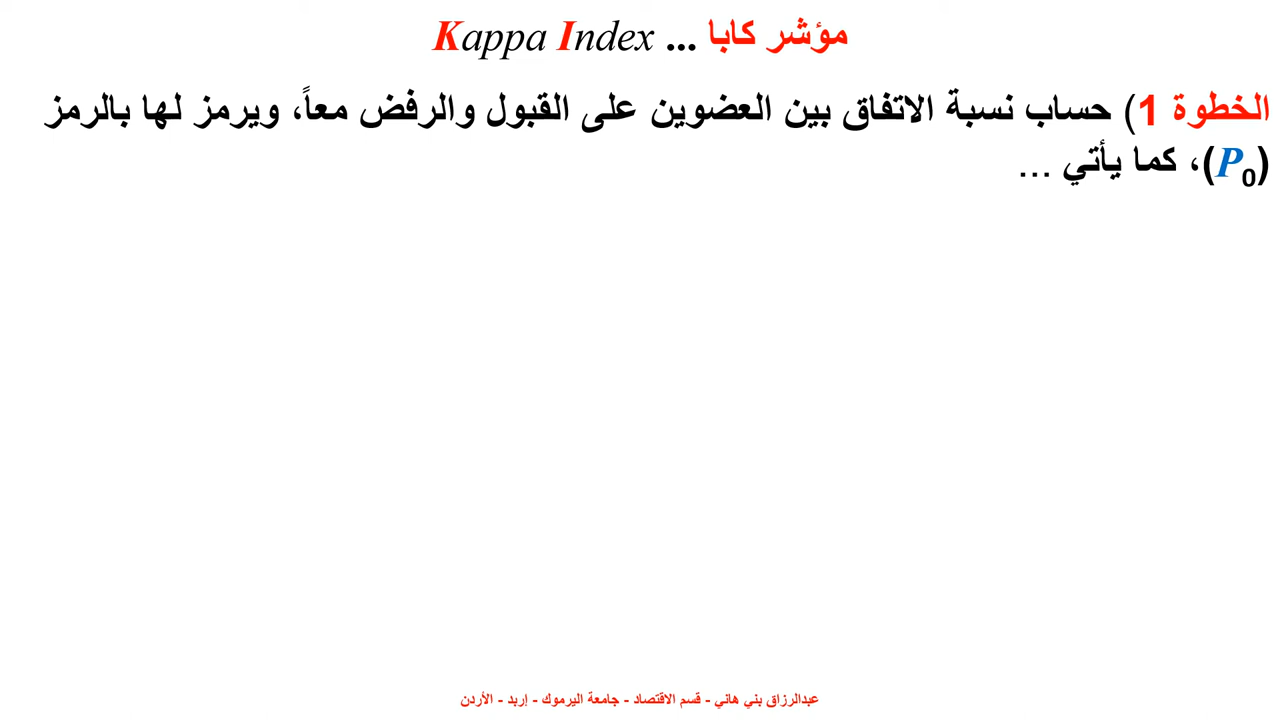 مؤشر كابا ... Kappa Index
الخطوة 1) حساب نسبة الاتفاق بين العضوين على القبول والرفض معاً، ويرمز لها بالرمز
(P0)، كما يأتي ...
عبدالرزاق بني هاني - قسم الاقتصاد - جامعة اليرموك - إربد - الأردن